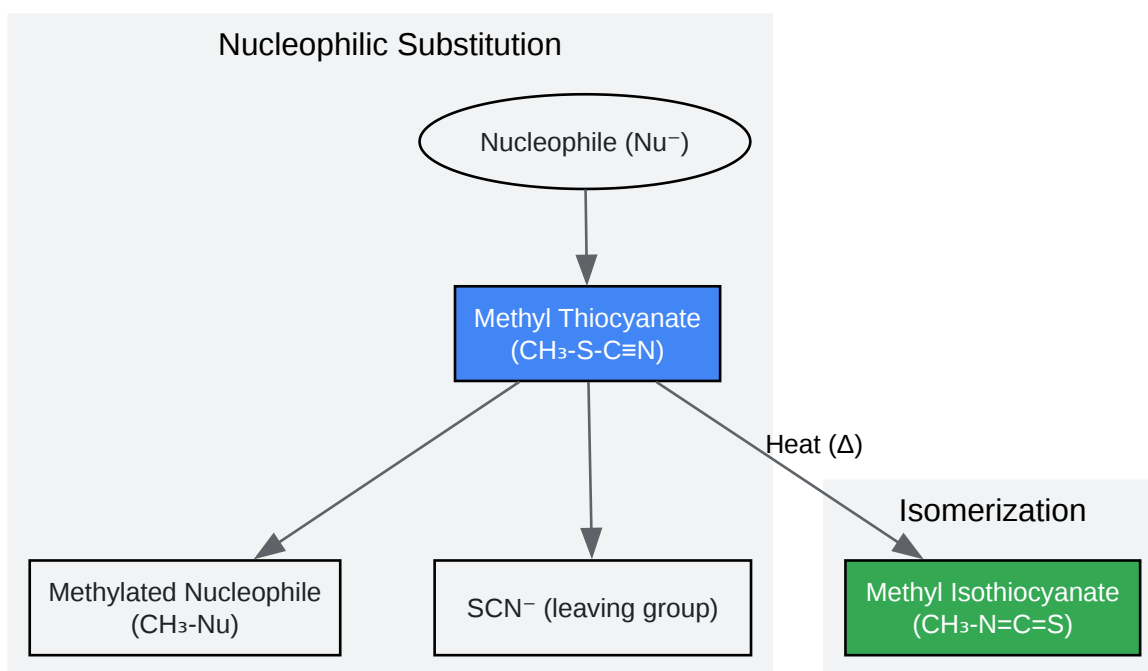 Nucleophilic Substitution
Nucleophile (Nu⁻)
Methyl Thiocyanate
(CH₃-S-C≡N)
Heat (Δ)
Isomerization
Methylated Nucleophile
(CH₃-Nu)
SCN⁻ (leaving group)
Methyl Isothiocyanate
(CH₃-N=C=S)